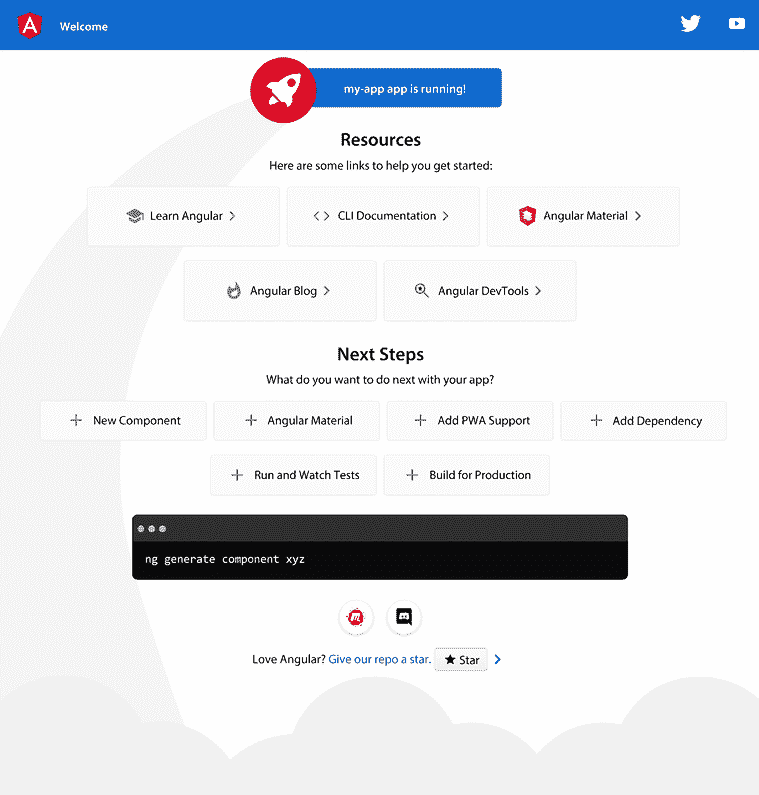 Welcome
my-app app is running!
Resources
Here are some links to help you get started:
Learn Angular
CLI Documentation
Angular Material
Angular Blog
Angular DevTools
Next Steps
What do you want to do next with your app?
New Component
Angular Material
Add PWA Support
Add Dependency
Run and Watch Tests
Build for Production
ng generate component xyz
Love Angular? Give our repo a star. Star